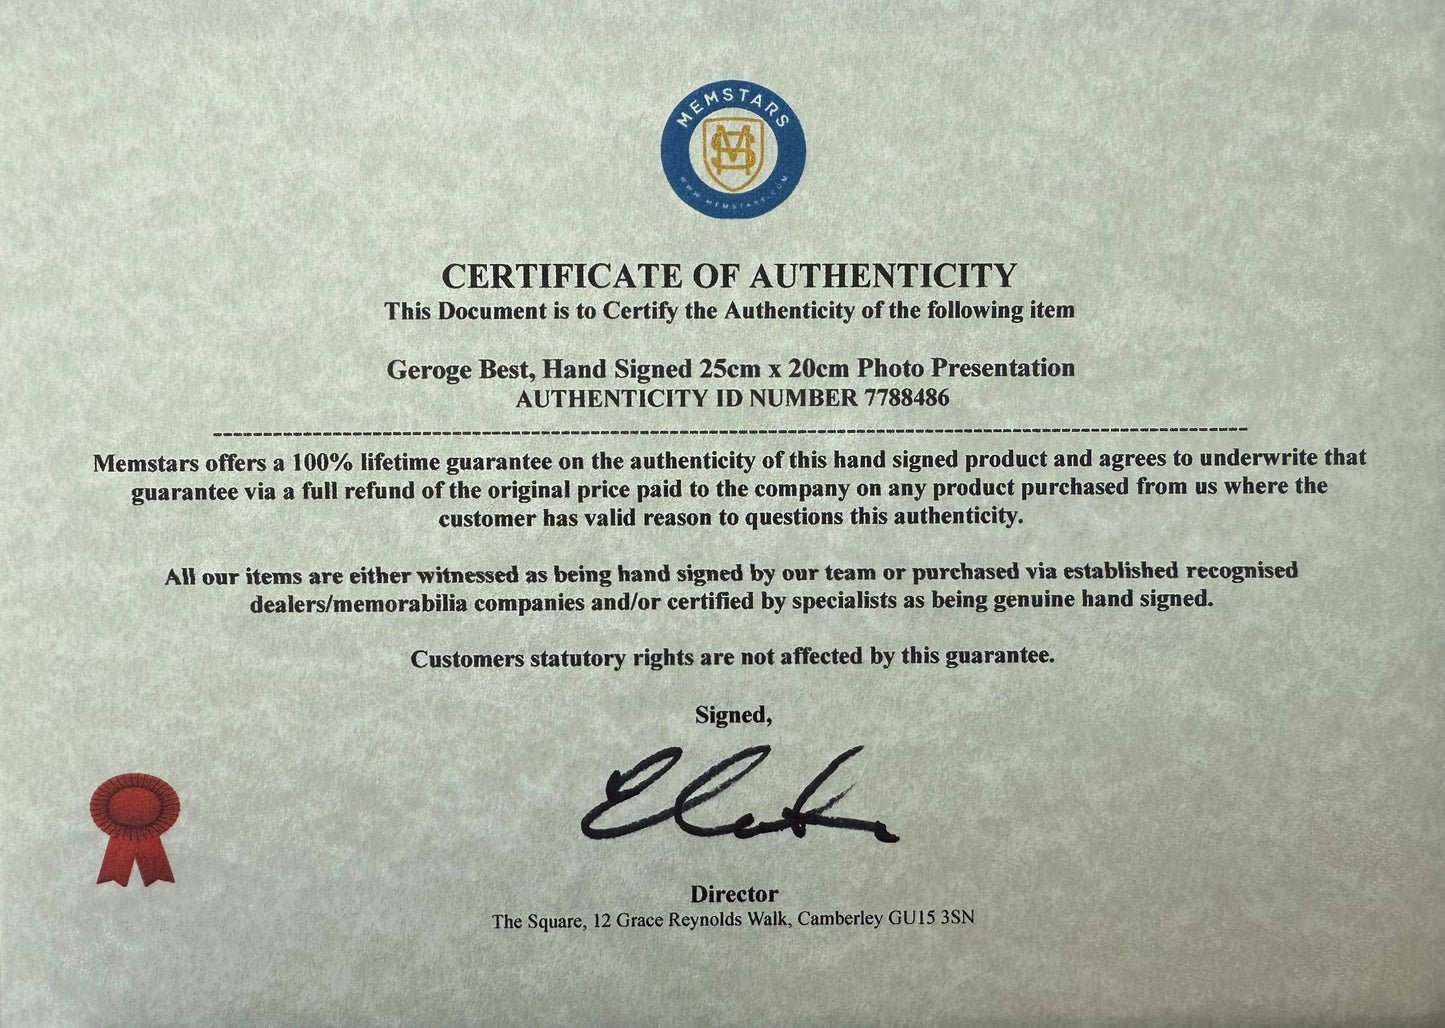 MEMSTARS
MS
WWW.MEMSTARS.COM
CERTIFICATE OF AUTHENTICITY
This Document is to Certify the Authenticity of the following item
Geroge Best, Hand Signed 25cm x 20cm Photo Presentation
AUTHENTICITY ID NUMBER 7788486
Memstars offers a 100% lifetime guarantee on the authenticity of this hand signed product and agrees to underwrite that
guarantee via a full refund of the original price paid to the company on any product purchased from us where the
customer has valid reason to questions this authenticity.
All our items are either witnessed as being hand signed by our team or purchased via established recognised
dealers/memorabilia companies and/or certified by specialists as being genuine hand signed.
Customers statutory rights are not affected by this guarantee.
Signed,
Director
The Square, 12 Grace Reynolds Walk, Camberley GU15 3SN